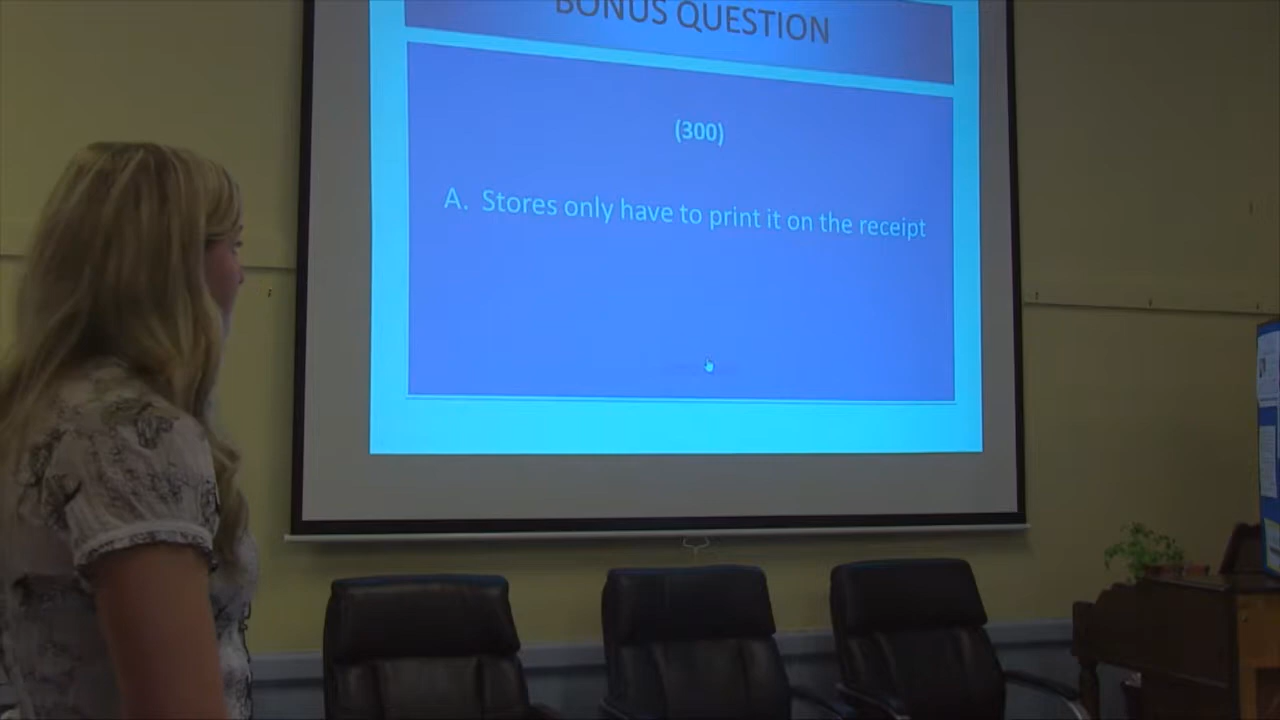 BONUS QUESTION
(300)
A. Stores only have to print it on the receipt